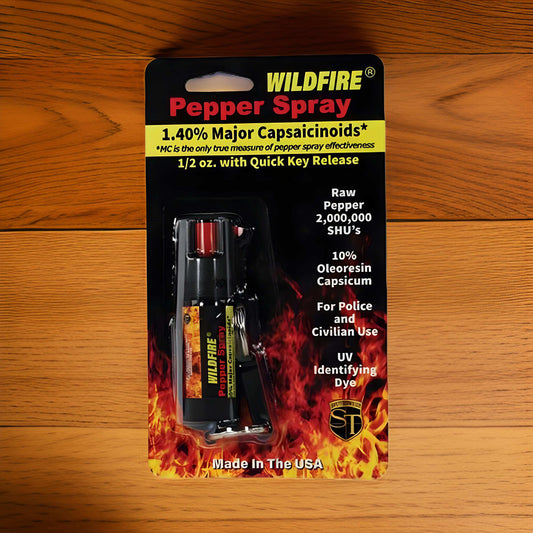 WILDFIRE®
Pepper Spray
1.40% Major Capsaicinoids*
*MC is the only true measure of pepper spray effectiveness
1/2 oz. with Quick Key Release
Raw
Pepper
2,000,000
SHU's
10%
Oleoresin
Capsicum
For Police
and
Civilian Use
UV
Identifying
Dye
ST
WILDFIRE
Pepper Spray
Made In The USA